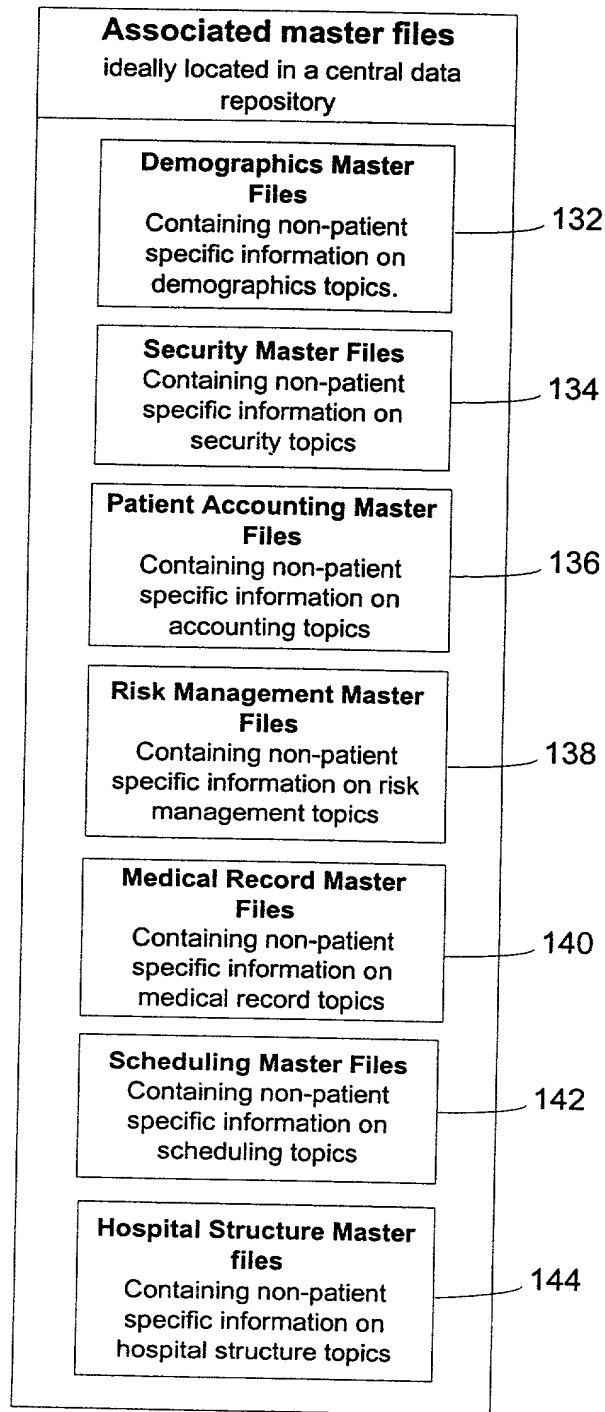 Associated master files
ideally located in a central data
repository
Demographics Master
Files
Containing non-patient
specific information on
demographics topics.
132
Security Master Files
Containing non-patient
specific information on
security topics
134
Patient Accounting Master
Files
Containing non-patient
specific information on
accounting topics
136
Risk Management Master
Files
Containing non-patient
specific information on risk
management topics
138
Medical Record Master
Files
Containing non-patient
specific information on
medical record topics
140
Scheduling Master Files
Containing non-patient
specific information on
scheduling topics
142
Hospital Structure Master
files
Containing non-patient
specific information on
hospital structure topics
144